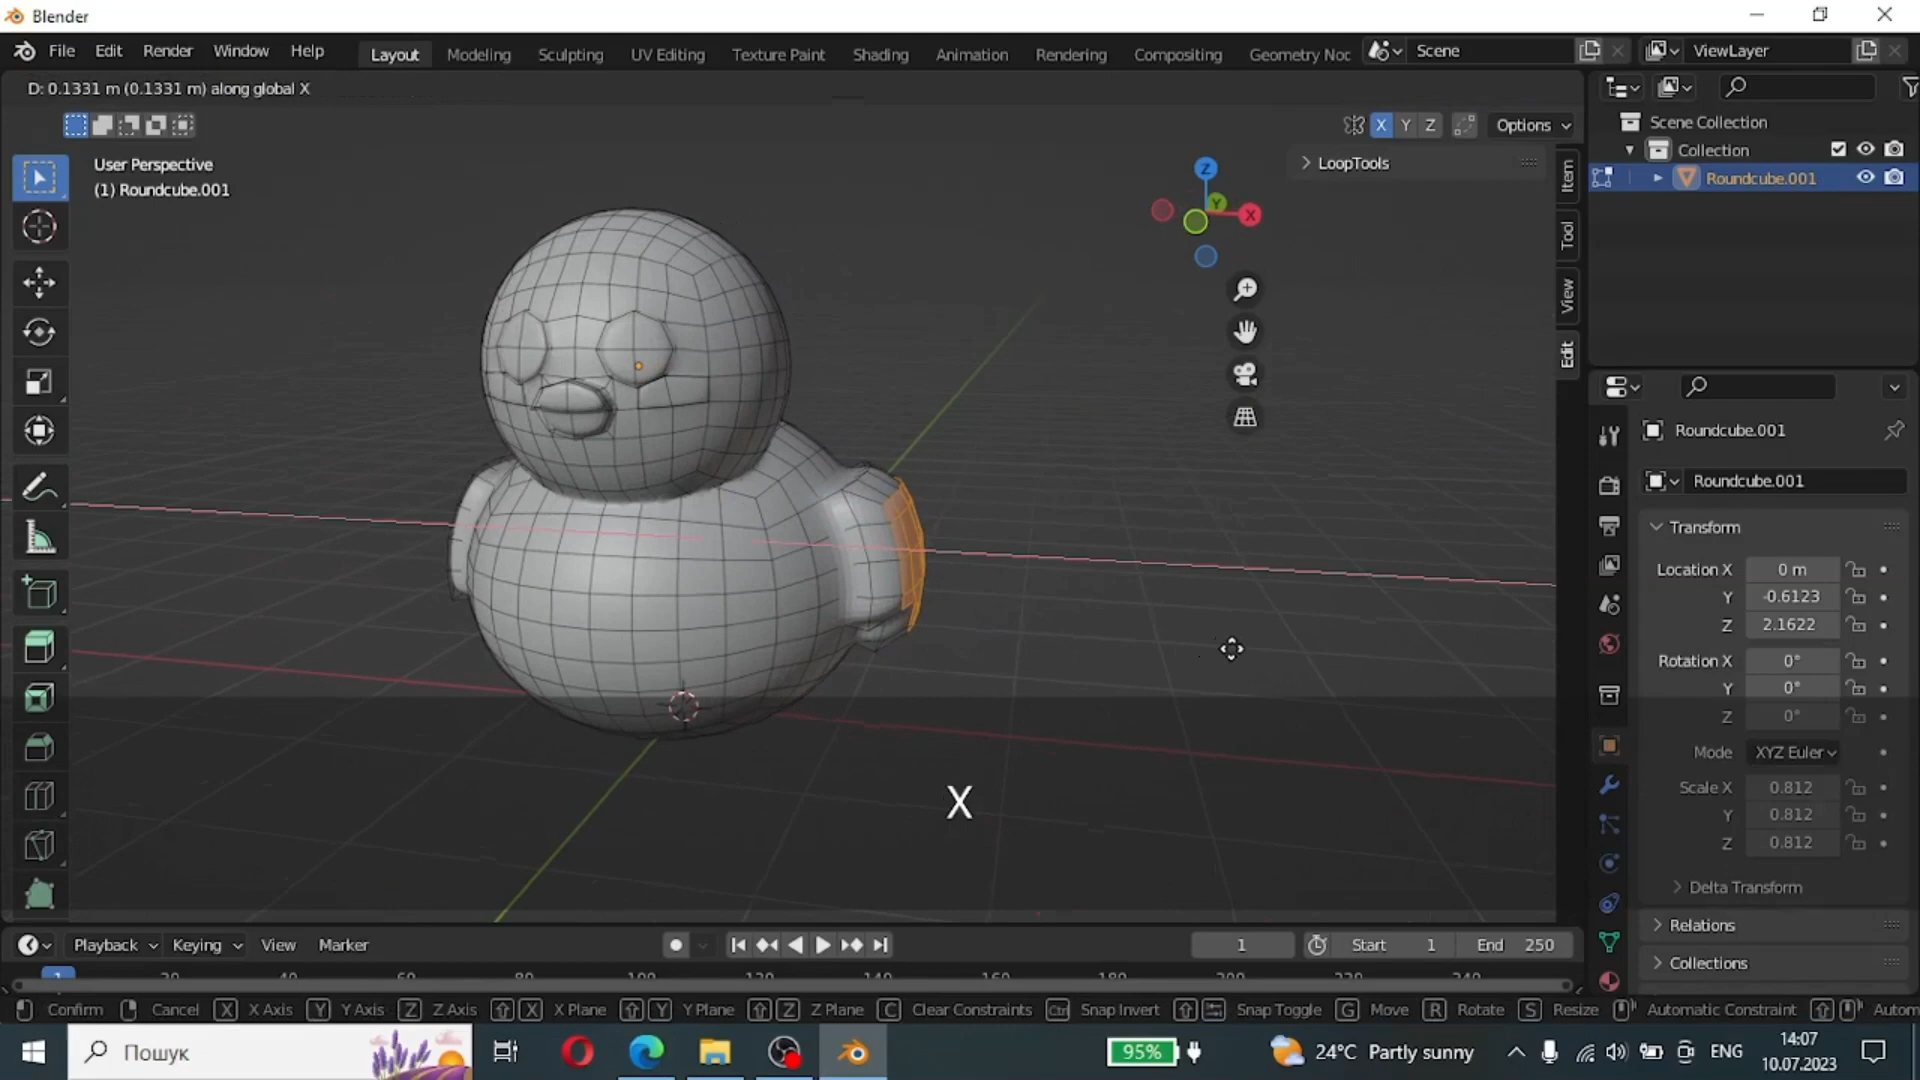 Blender
File Edit Render Window Help Layout Modeling Sculpting UV Editing Texture Paint Shading Animation Rendering Compositing Geometry Noc Scene ViewLayer
D: 0.1331 m (0.1331 m) along global X
X Y Z Options
User Perspective
(1) Roundcube.001
LoopTools
Z
Y
X
Item
Tool
View
Edit
X
Scene Collection
Collection
Roundcube.001
Roundcube.001
Roundcube.001
Transform
Location X 0 m
Y -0.6123
Z 2.1622
Rotation X 0°
Y 0°
Z 0°
Mode XYZ Euler
Scale X 0.812
Y 0.812
Z 0.812
Delta Transform
Relations
Collections
Playback Keying View Marker 1 Start 1 End 250
1
Confirm Cancel X X Axis Y Y Axis Z Z Axis X X Plane Y Y Plane Z Z Plane C Clear Constraints Ctrl Snap Invert Snap Toggle G Move R Rotate S Resize Automatic Constraint Autom
Пошук 95% 24°C Partly sunny ENG 14:07
10.07.2023